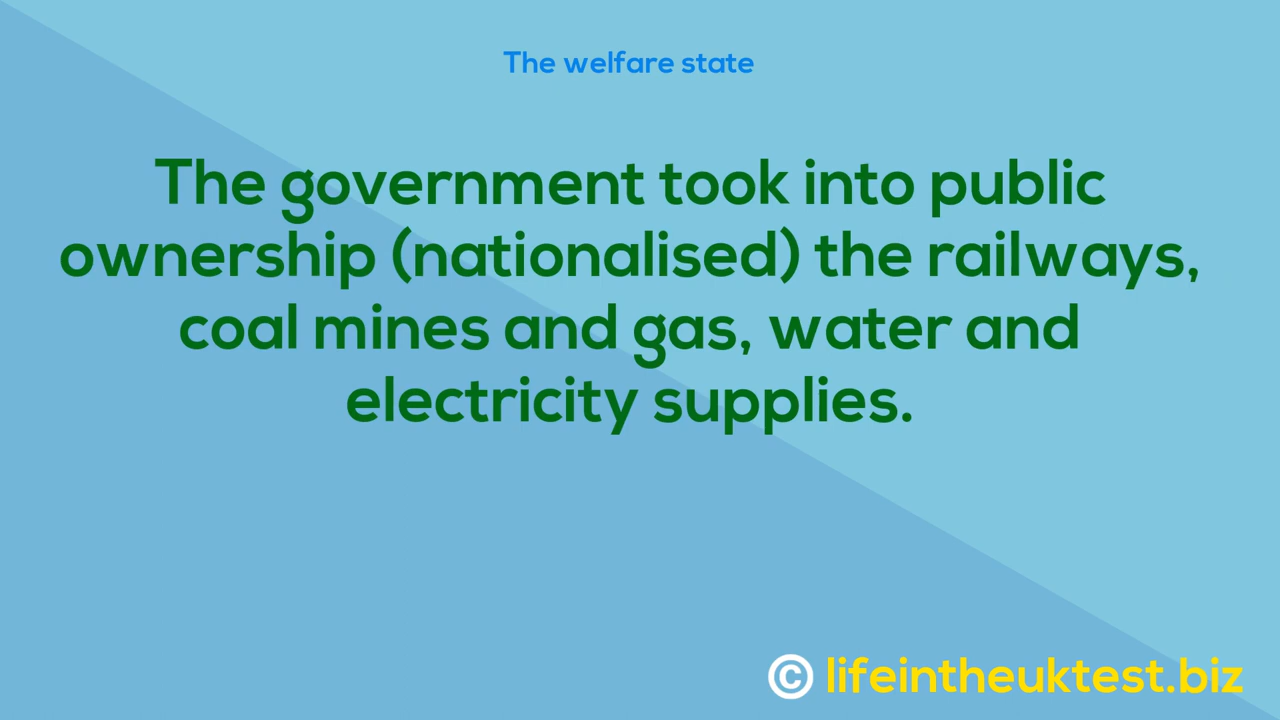 The welfare state
The government took into public
ownership (nationalised) the railways,
coal mines and gas, water and
electricity supplies.
© lifeintheuktest.biz